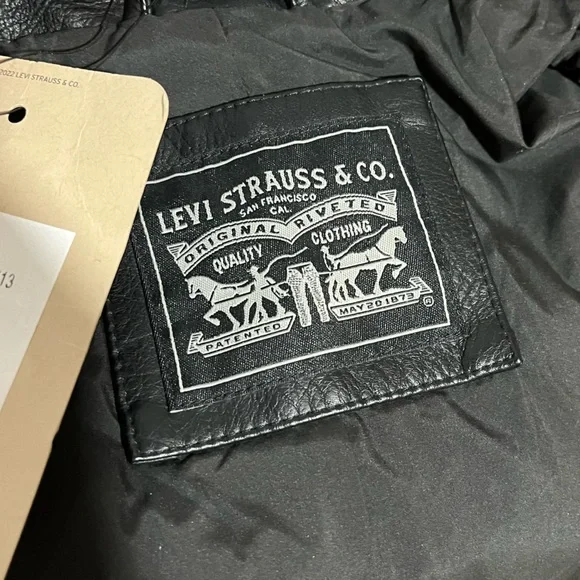 ©2022 LEVI STRAUSS & CO.
/13
LEVI STRAUSS & CO.
SAN FRANCISCO
CAL.
ORIGINAL RIVETED
QUALITY CLOTHING
PATENTED MAY 20 1873 ®